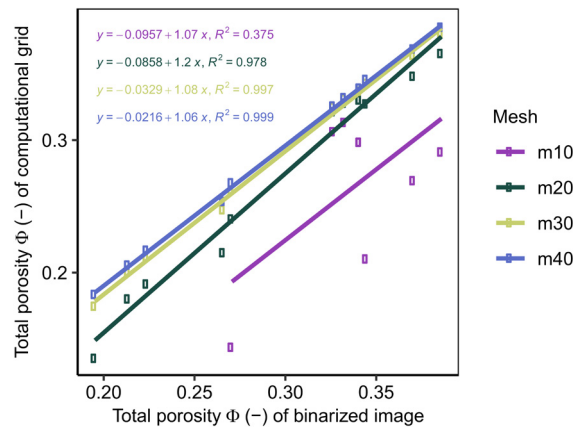 y = −0.0957 + 1.07 x, R² = 0.375
y = −0.0858 + 1.2 x, R² = 0.978
y = −0.0329 + 1.08 x, R² = 0.997
y = −0.0216 + 1.06 x, R² = 0.999
Total porosity Φ (−) of computational grid
0.3
0.2
0.20 0.25 0.30 0.35
Total porosity Φ (−) of binarized image
Mesh
m10
m20
m30
m40